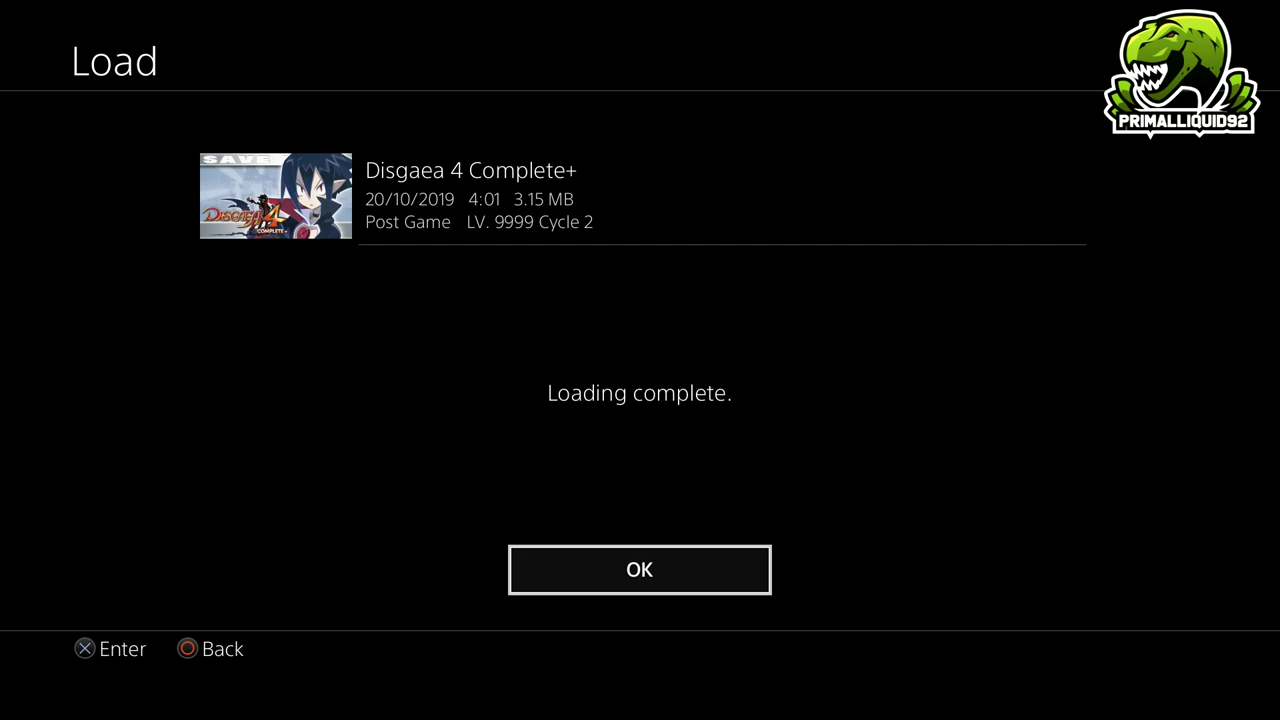 Load
PRIMALLIQUID92
SAVE
DISGAEA 4
COMPLETE+
Disgaea 4 Complete+
20/10/2019 4:01 3.15 MB
Post Game LV. 9999 Cycle 2
Loading complete.
OK
Enter
Back